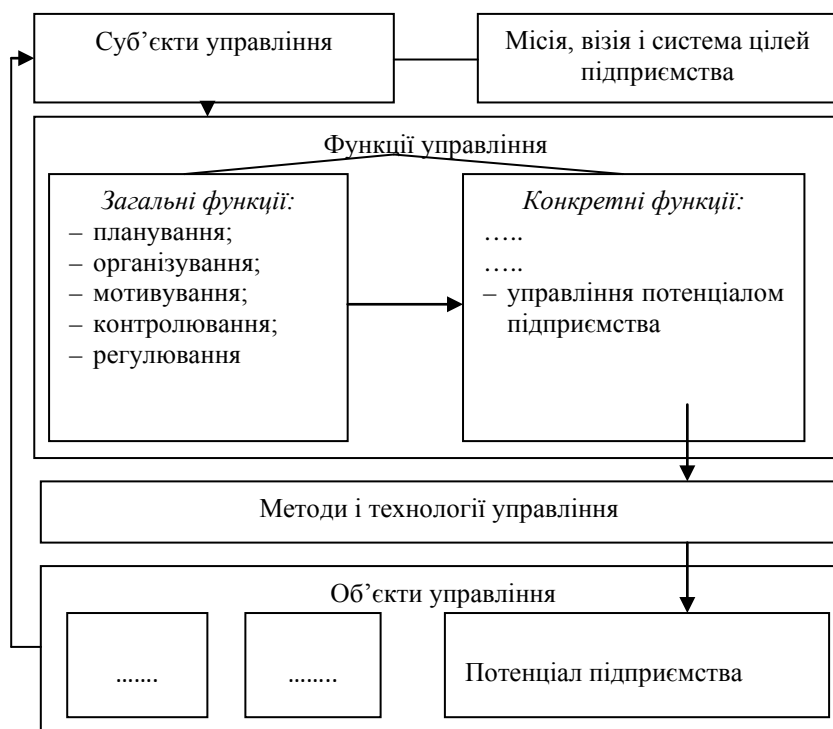 Суб’єкти управління
Місія, візія і система цілей
підприємства
Функції управління
Загальні функції:
– планування;
– організування;
– мотивування;
– контролювання;
– регулювання
Конкретні функції:
…..
…..
– управління потенціалом
підприємства
Методи і технології управління
Об’єкти управління
…….
……..
Потенціал підприємства